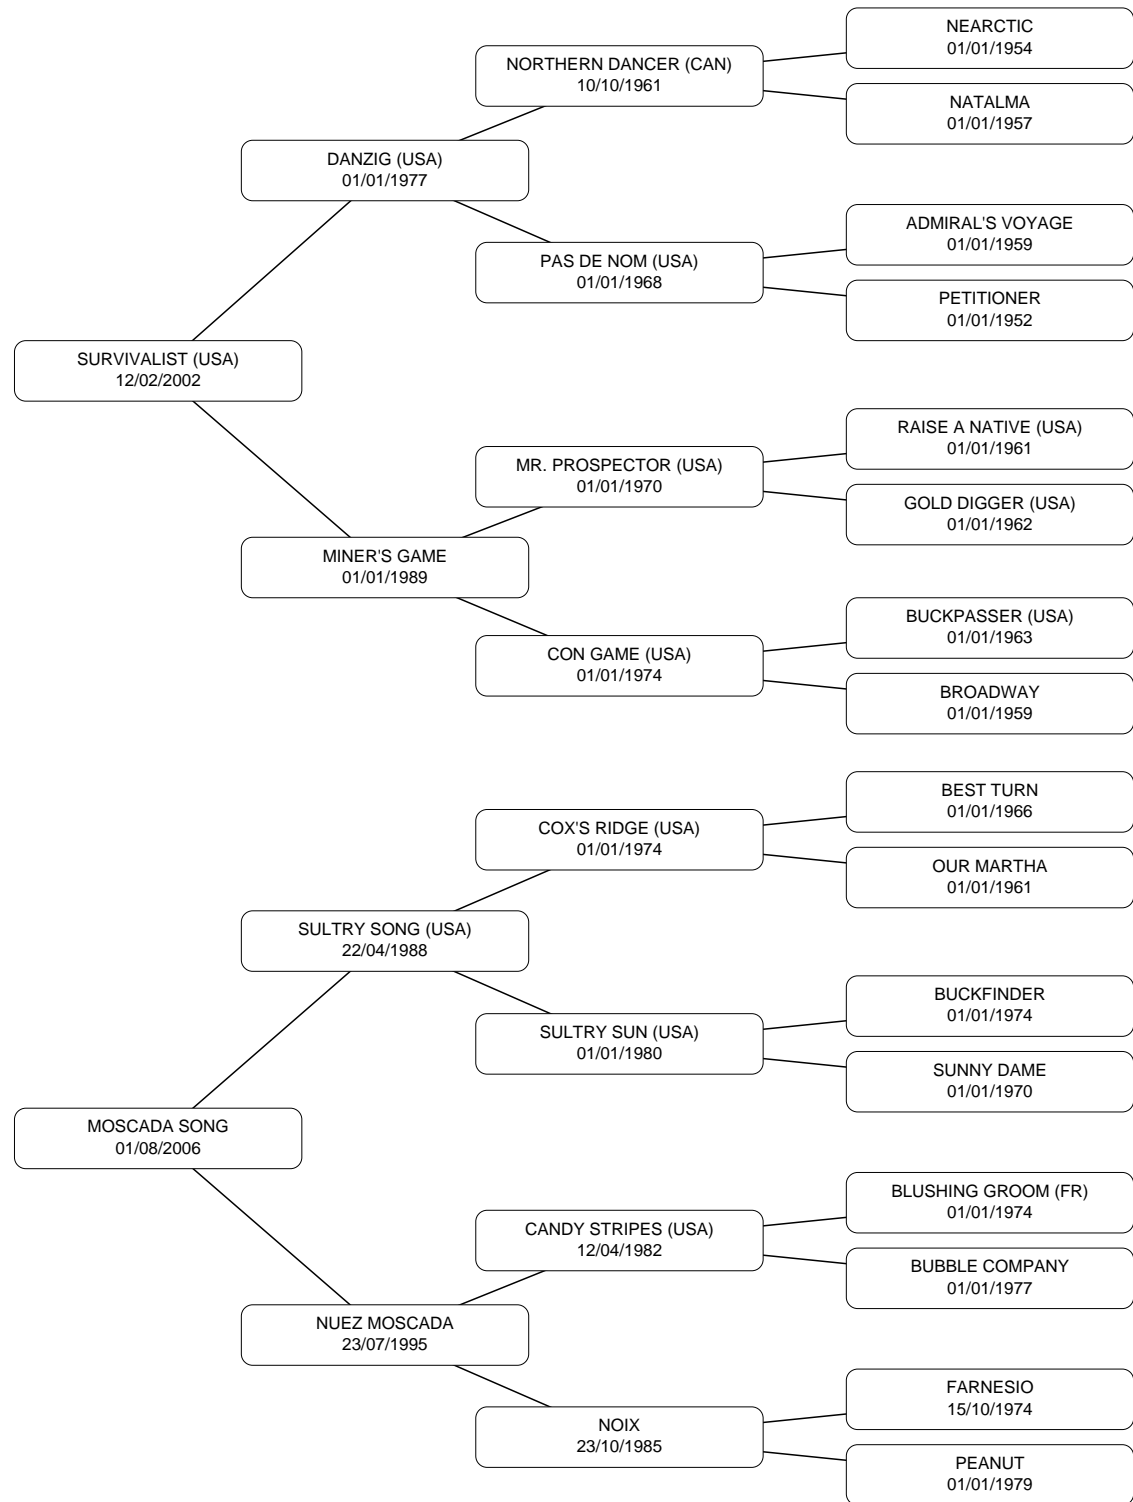 NEARCTIC
01/01/1954
NORTHERN DANCER (CAN)
10/10/1961
NATALMA
01/01/1957
DANZIG (USA)
01/01/1977
ADMIRAL'S VOYAGE
01/01/1959
PAS DE NOM (USA)
01/01/1968
PETITIONER
01/01/1952
SURVIVALIST (USA)
12/02/2002
RAISE A NATIVE (USA)
01/01/1961
MR. PROSPECTOR (USA)
01/01/1970
GOLD DIGGER (USA)
01/01/1962
MINER'S GAME
01/01/1989
BUCKPASSER (USA)
01/01/1963
CON GAME (USA)
01/01/1974
BROADWAY
01/01/1959
BEST TURN
01/01/1966
COX'S RIDGE (USA)
01/01/1974
OUR MARTHA
01/01/1961
SULTRY SONG (USA)
22/04/1988
BUCKFINDER
01/01/1974
SULTRY SUN (USA)
01/01/1980
SUNNY DAME
01/01/1970
MOSCADA SONG
01/08/2006
BLUSHING GROOM (FR)
01/01/1974
CANDY STRIPES (USA)
12/04/1982
BUBBLE COMPANY
01/01/1977
NUEZ MOSCADA
23/07/1995
FARNESIO
15/10/1974
NOIX
23/10/1985
PEANUT
01/01/1979